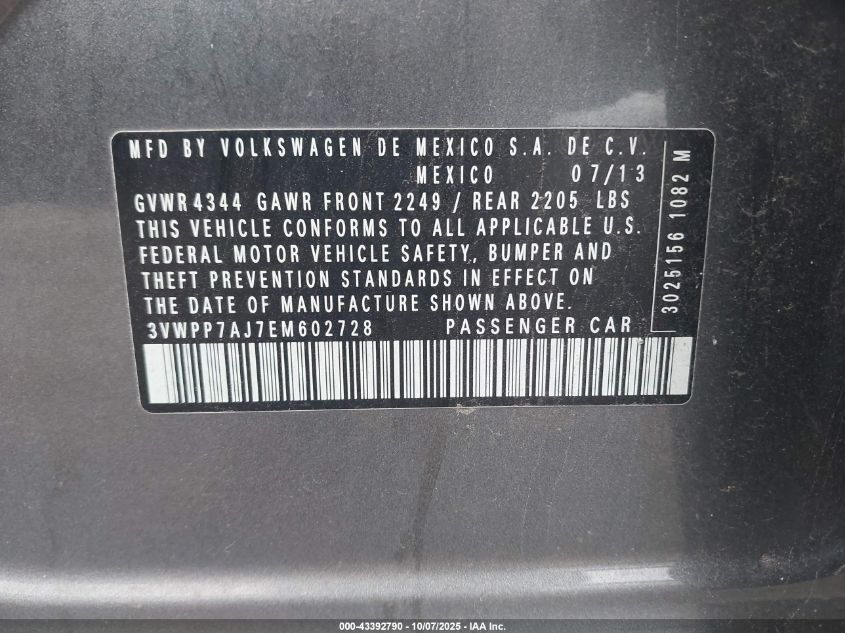 MFD BY VOLKSWAGEN DE MEXICO S.A. DE C.V.
MEXICO 07/13
GVWR 4344 GAWR FRONT 2249 / REAR 2205 LBS
THIS VEHICLE CONFORMS TO ALL APPLICABLE U.S.
FEDERAL MOTOR VEHICLE SAFETY, BUMPER AND
THEFT PREVENTION STANDARDS IN EFFECT ON
THE DATE OF MANUFACTURE SHOWN ABOVE.
3VWPP7AJ7EM602728 PASSENGER CAR
3025156 1082 M
000-43392790 - 10/07/2025 - IAA Inc.